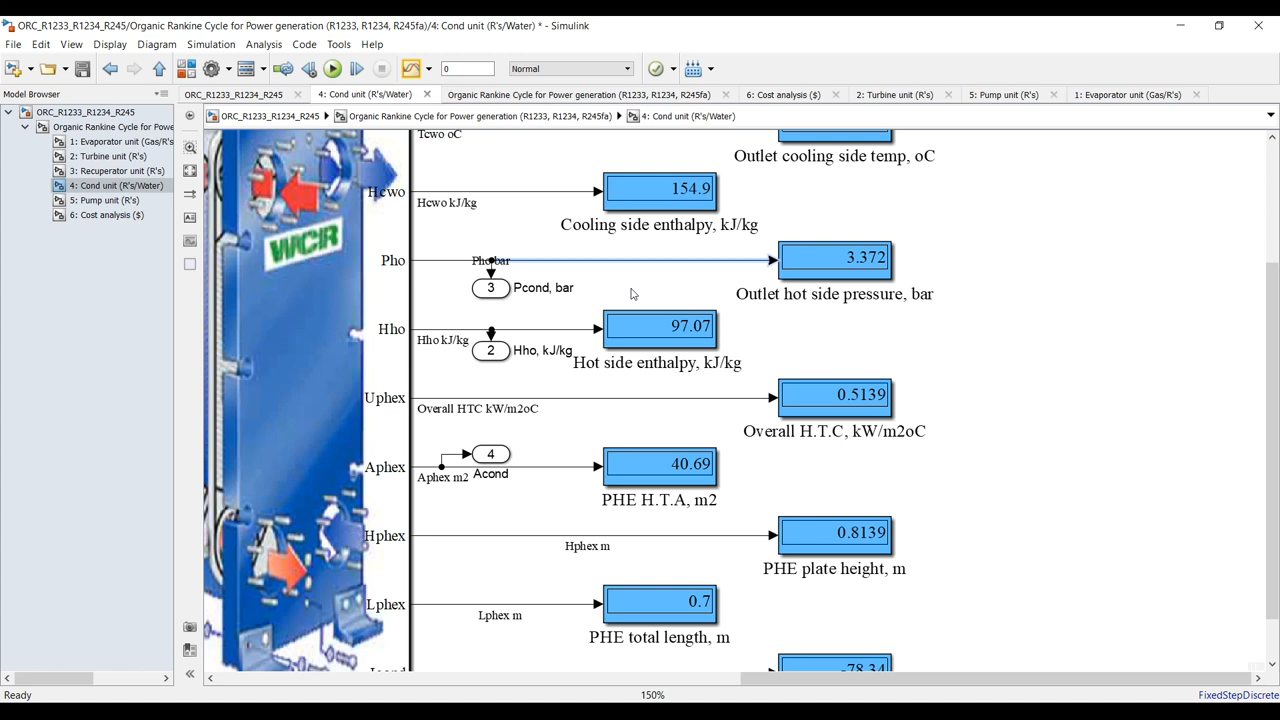 ORC_R1233_R1234_R245/Organic Rankine Cycle for Power generation (R1233, R1234, R245fa)/4: Cond unit (R's/Water) * - Simulink
File Edit View Display Diagram Simulation Analysis Code Tools Help
0
Normal
Model Browser
ORC_R1233_R1234_R245
4: Cond unit (R's/Water)
Organic Rankine Cycle for Power generation (R1233, R1234, R245fa)
6: Cost analysis ($)
2: Turbine unit (R's)
5: Pump unit (R's)
1: Evaporator unit (Gas/R's)
ORC_R1233_R1234_R245
Organic Rankine Cycle for Power generation (R1233, R1234, R245fa)
4: Cond unit (R's/Water)
ORC_R1233_R1234_R245
Organic Rankine Cycle for Powe
1: Evaporator unit (Gas/R's
2: Turbine unit (R's)
3: Recuperator unit (R's)
4: Cond unit (R's/Water)
5: Pump unit (R's)
6: Cost analysis ($)
Tcwo oC
Outlet cooling side temp, oC
Hcwo
Hcwo kJ/kg
154.9
Cooling side enthalpy, kJ/kg
WCR
Pho
Pho bar
3.372
3
Pcond, bar
Outlet hot side pressure, bar
Hho
Hho kJ/kg
97.07
2
Hho, kJ/kg
Hot side enthalpy, kJ/kg
Uphex
Overall HTC kW/m2oC
0.5139
Overall H.T.C, kW/m2oC
4
Acond
Aphex
Aphex m2
40.69
PHE H.T.A, m2
Hphex
Hphex m
0.8139
PHE plate height, m
Lphex
Lphex m
0.7
PHE total length, m
-78.34
Ready
150%
FixedStepDiscrete